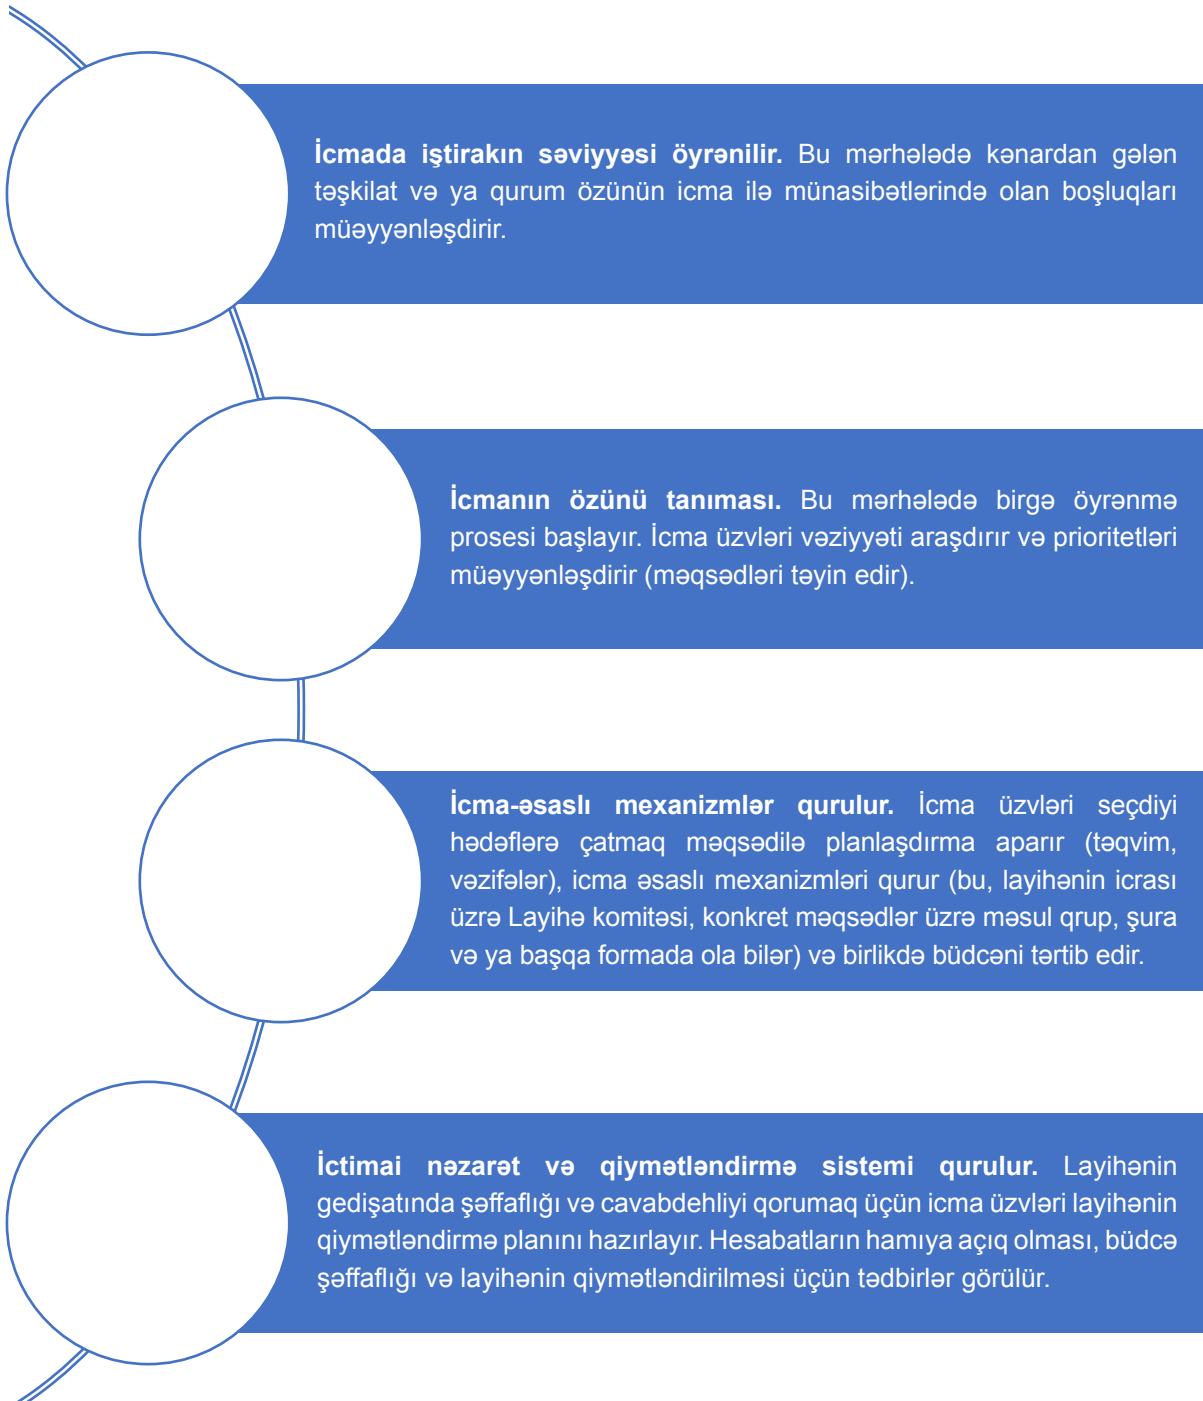 İcmada iştirakın səviyyəsi öyrənilir. Bu mərhələdə kənardan gələn
təşkilat və ya qurum özünün icma ilə münasibətlərində olan boşluqları
müəyyənləşdirir.
İcmanın özünü tanıması. Bu mərhələdə birgə öyrənmə
prosesi başlayır. İcma üzvləri vəziyyəti araşdırır və prioritetləri
müəyyənləşdirir (məqsədləri təyin edir).
İcma-əsaslı mexanizmlər qurulur. İcma üzvləri seçdiyi
hədəflərə çatmaq məqsədilə planlaşdırma aparır (təqvim,
vəzifələr), icma əsaslı mexanizmləri qurur (bu, layihənin icrası
üzrə Layihə komitəsi, konkret məqsədlər üzrə məsul qrup, şura
və ya başqa formada ola bilər) və birlikdə büdcəni tərtib edir.
İctimai nəzarət və qiymətləndirmə sistemi qurulur. Layihənin
gedişatında şəffaflığı və cavabdehliyi qorumaq üçün icma üzvləri layihənin
qiymətləndirmə planını hazırlayır. Hesabatların hamıya açıq olması, büdcə
şəffaflığı və layihənin qiymətləndirilməsi üçün tədbirlər görülür.